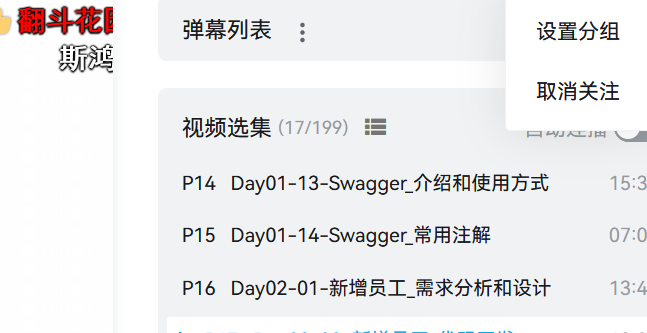 翻斗花园
斯鸿
弹幕列表
设置分组
取消关注
视频选集 (17/199)
自动连播
P14 Day01-13-Swagger_介绍和使用方式 15:3
P15 Day01-14-Swagger_常用注解 07:0
P16 Day02-01-新增员工_需求分析和设计 13:4